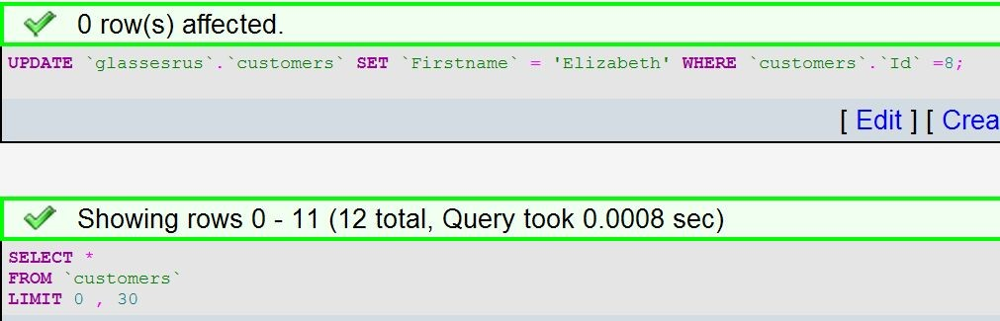 0 row(s) affected.
UPDATE `glassesrus`.`customers` SET `Firstname` = 'Elizabeth' WHERE `customers`.`Id` =8;
[ Edit ] [ Crea
Showing rows 0 - 11 (12 total, Query took 0.0008 sec)
SELECT *
FROM `customers`
LIMIT 0 , 30